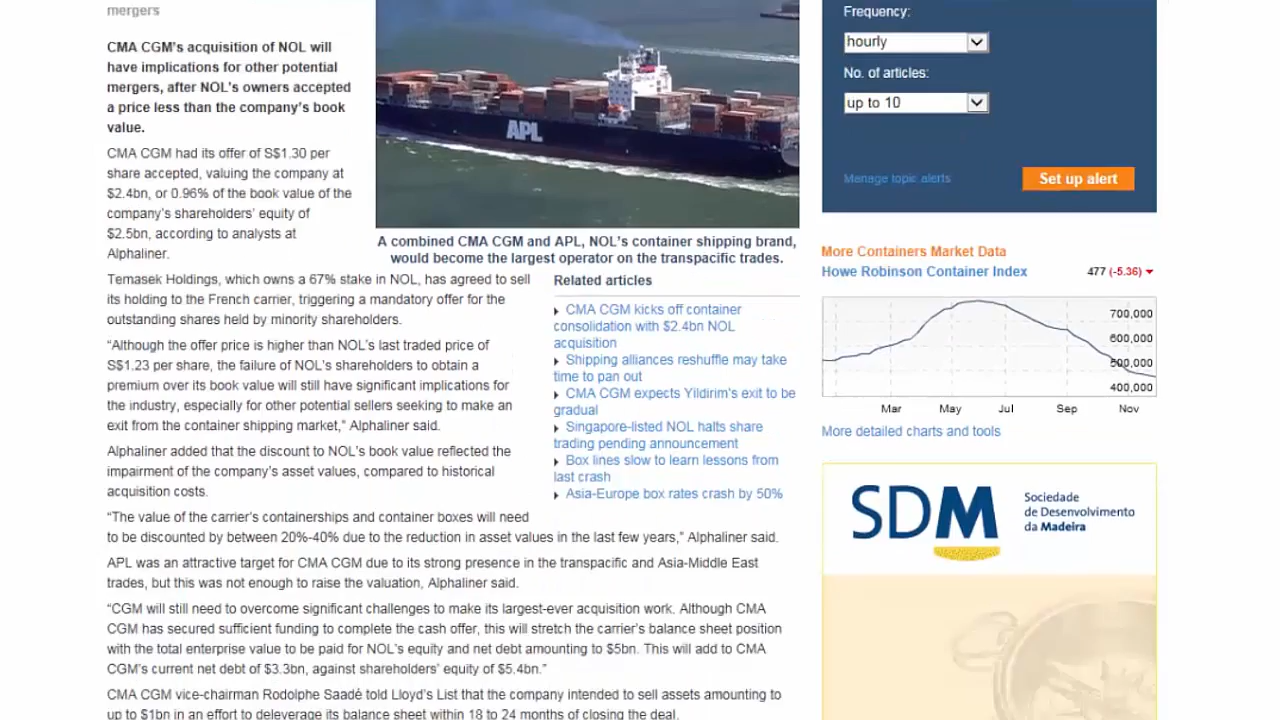 mergers
CMA CGM's acquisition of NOL will
have implications for other potential
mergers, after NOL's owners accepted
a price less than the company's book
value.
CMA CGM had its offer of S$1.30 per
share accepted, valuing the company at
$2.4bn, or 0.96% of the book value of the
company's shareholders' equity of
$2.5bn, according to analysts at
Alphaliner.
APL
A combined CMA CGM and APL, NOL's container shipping brand,
would become the largest operator on the transpacific trades.
Temasek Holdings, which owns a 67% stake in NOL, has agreed to sell
its holding to the French carrier, triggering a mandatory offer for the
outstanding shares held by minority shareholders.
“Although the offer price is higher than NOL's last traded price of
S$1.23 per share, the failure of NOL's shareholders to obtain a
premium over its book value will still have significant implications for
the industry, especially for other potential sellers seeking to make an
exit from the container shipping market,” Alphaliner said.
Alphaliner added that the discount to NOL's book value reflected the
impairment of the company's asset values, compared to historical
acquisition costs.
“The value of the carrier's containerships and container boxes will need
to be discounted by between 20%-40% due to the reduction in asset values in the last few years,” Alphaliner said.
APL was an attractive target for CMA CGM due to its strong presence in the transpacific and Asia-Middle East
trades, but this was not enough to raise the valuation, Alphaliner said.
“CGM will still need to overcome significant challenges to make its largest-ever acquisition work. Although CMA
CGM has secured sufficient funding to complete the cash offer, this will stretch the carrier's balance sheet position
with the total enterprise value to be paid for NOL's equity and net debt amounting to $5bn. This will add to CMA
CGM's current net debt of $3.3bn, against shareholders' equity of $5.4bn.”
CMA CGM vice-chairman Rodolphe Saadé told Lloyd's List that the company intended to sell assets amounting to
up to $1bn in an effort to deleverage its balance sheet within 18 to 24 months of closing the deal.
Related articles
CMA CGM kicks off container
consolidation with $2.4bn NOL
acquisition
Shipping alliances reshuffle may take
time to pan out
CMA CGM expects Yildirim's exit to be
gradual
Singapore-listed NOL halts share
trading pending announcement
Box lines slow to learn lessons from
last crash
Asia-Europe box rates crash by 50%
Frequency:
hourly
No. of articles:
up to 10
Manage topic alerts
Set up alert
More Containers Market Data
Howe Robinson Container Index
477 (-5.36)
700,000
600,000
500,000
400,000
Mar May Jul Sep Nov
More detailed charts and tools
SDM
Sociedade
de Desenvolvimento
da Madeira